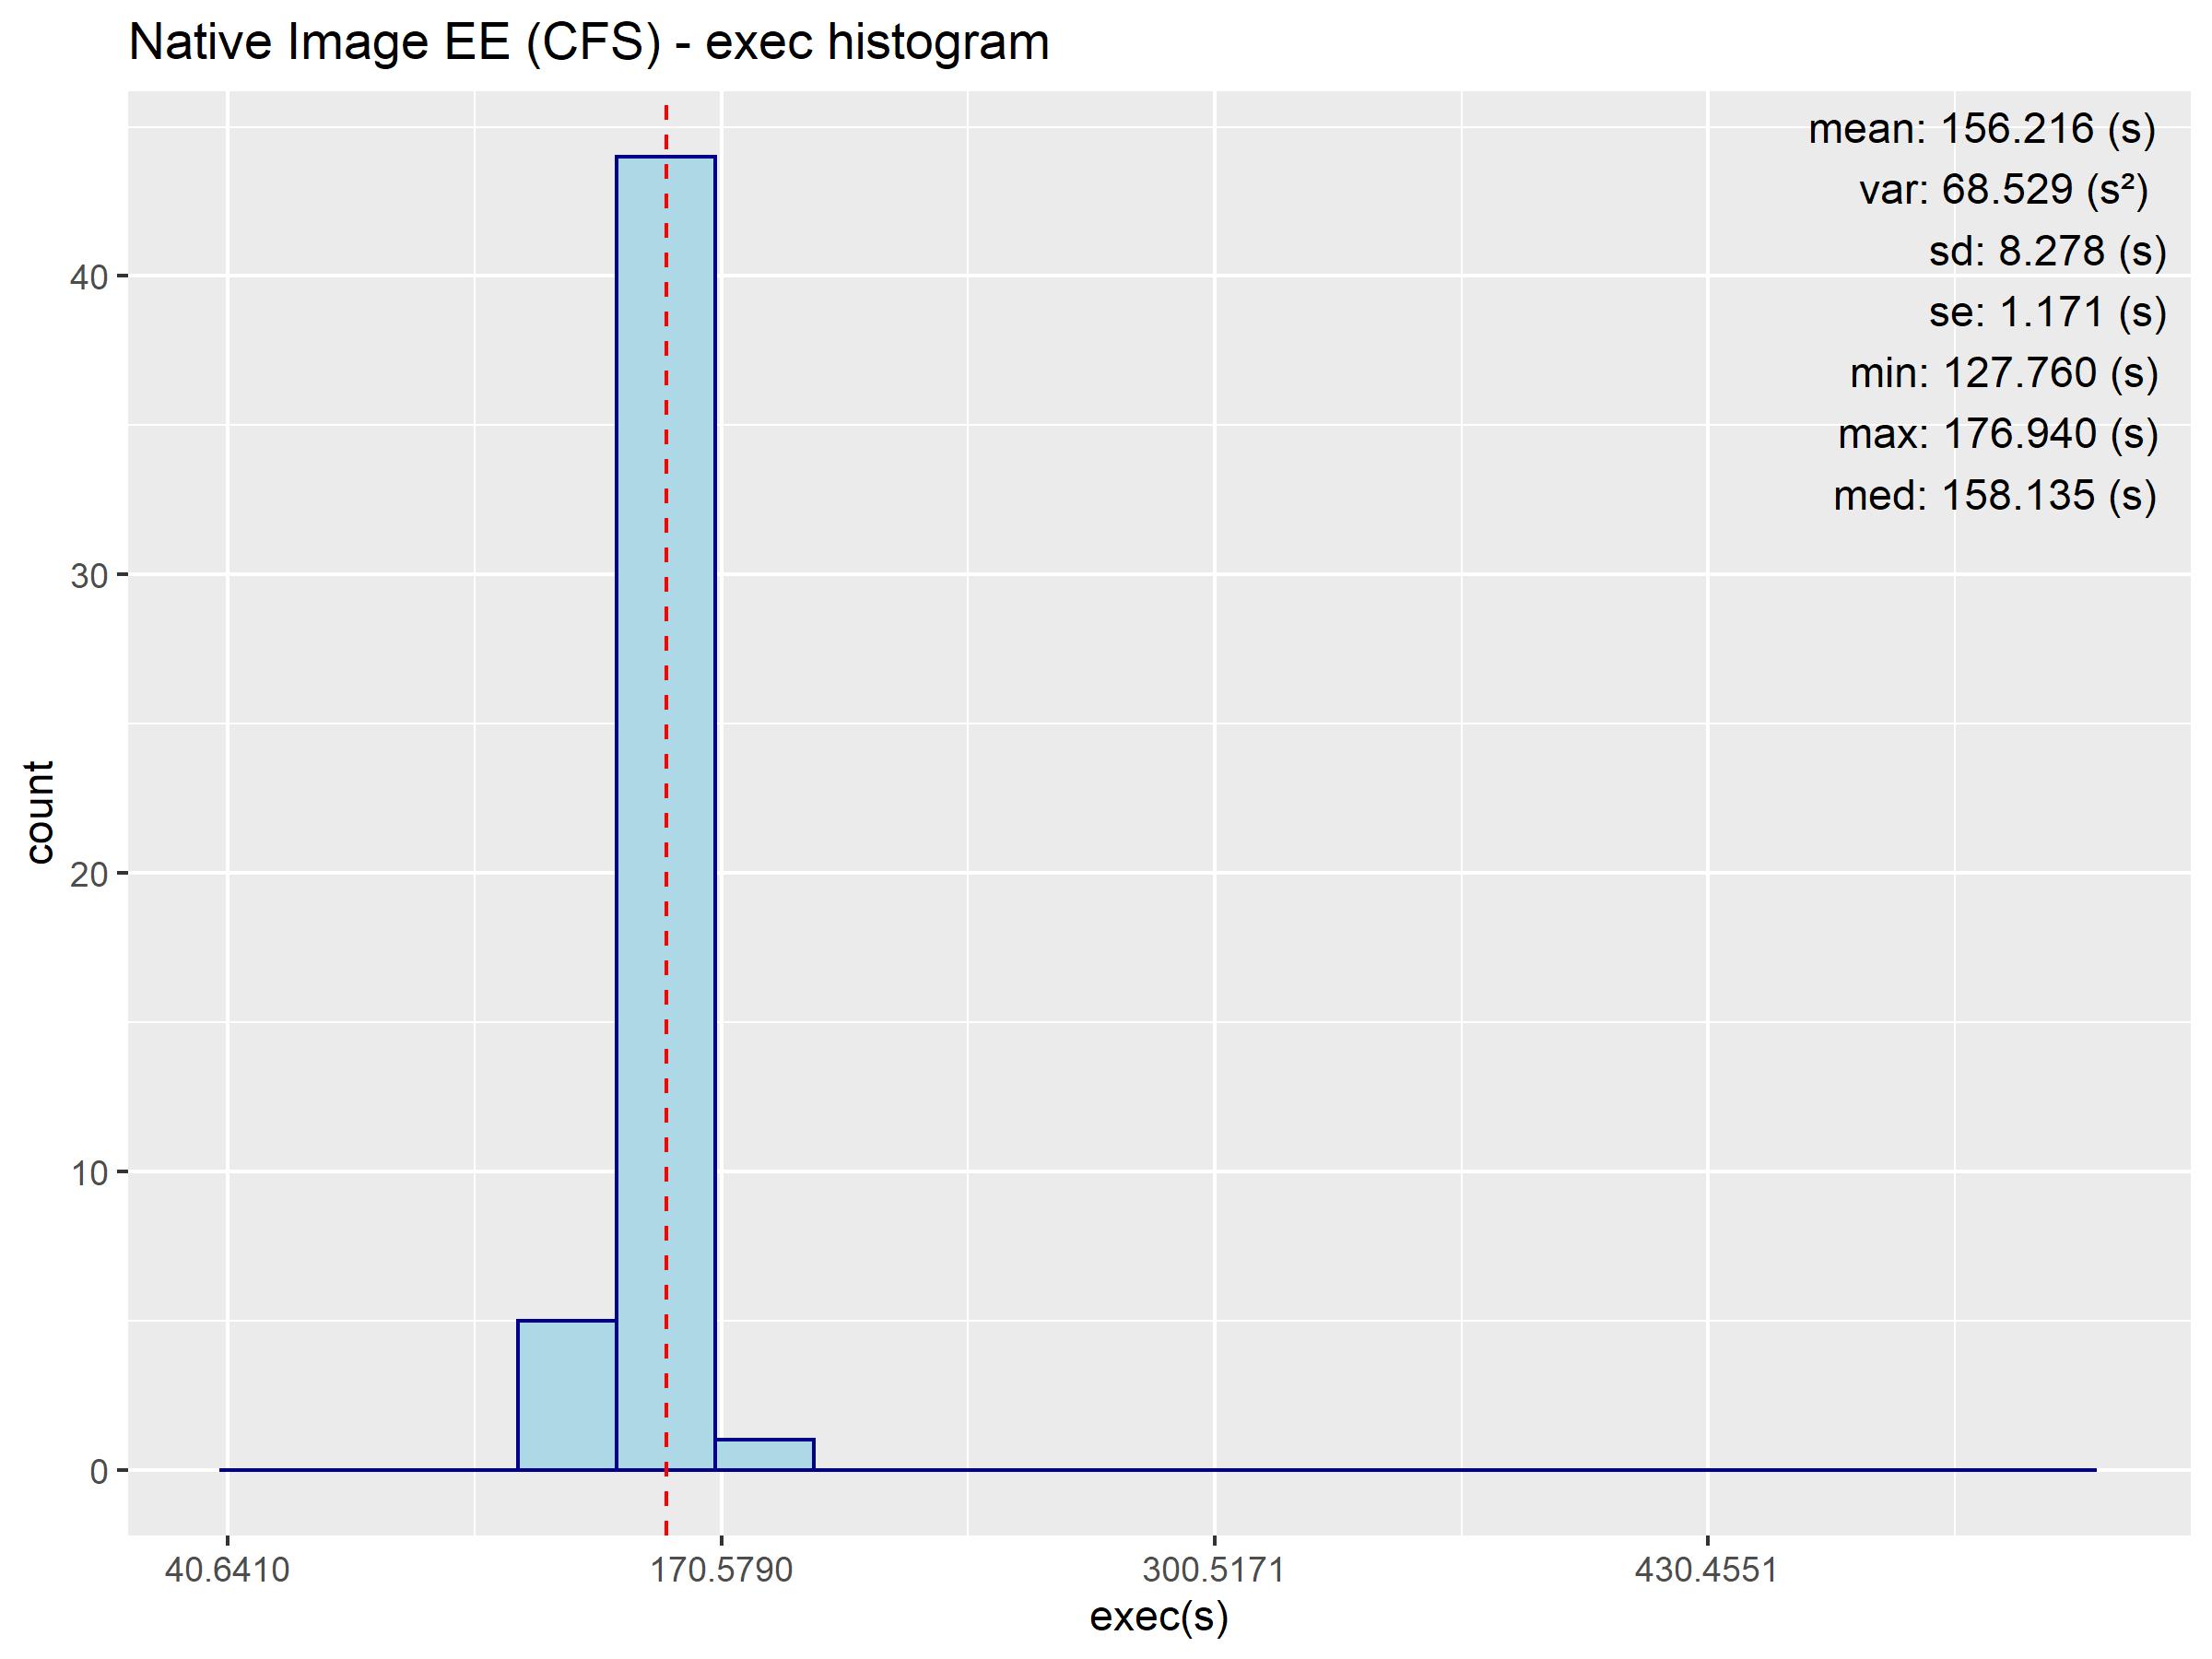 Native Image EE (CFS) - exec histogram
mean: 156.216 (s)
var: 68.529 (s²)
sd: 8.278 (s)
se: 1.171 (s)
min: 127.760 (s)
max: 176.940 (s)
med: 158.135 (s)
40
30
20
10
0
count
40.6410 170.5790 300.5171 430.4551
exec(s)